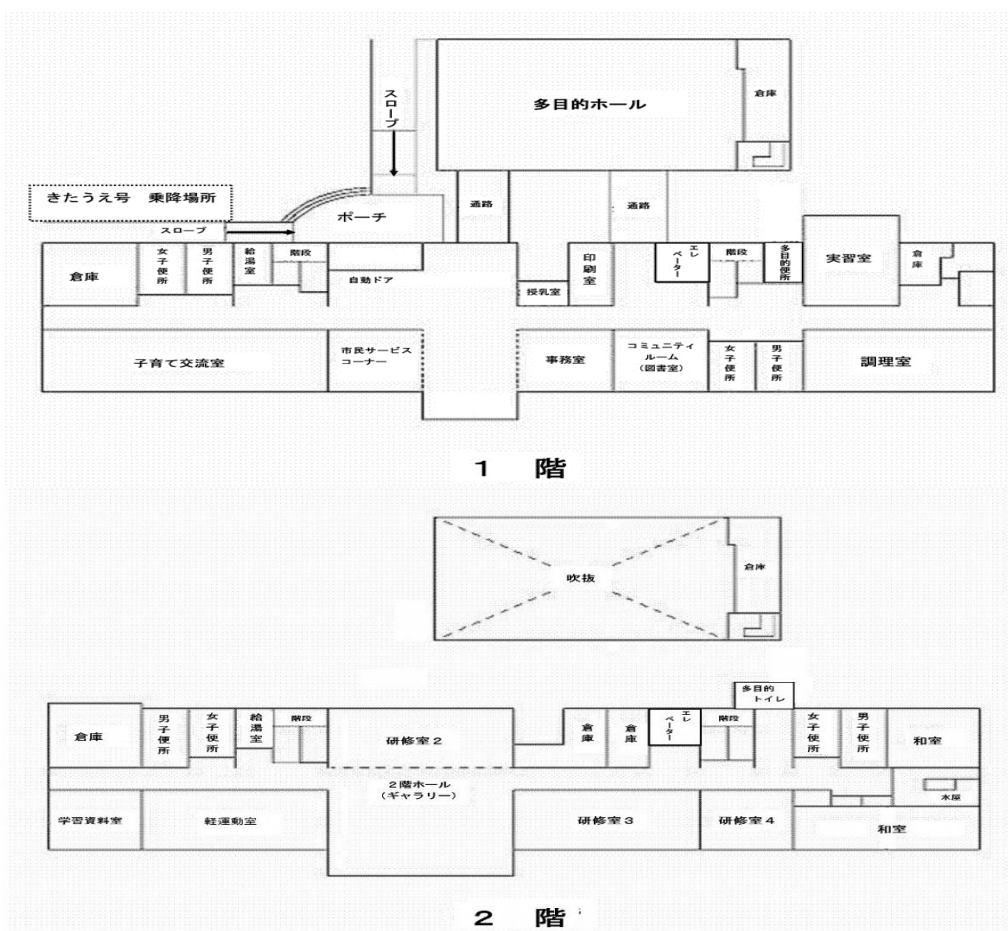 スロープ
多目的ホール
倉庫
きたうえ号 乗降場所
スロープ
ポーチ
通路
通路
倉庫
女子便所
男子便所
給湯室
階段
自動ドア
授乳室
印刷室
エレ
ベーター
階段
多目的便所
実習室
倉庫
子育て交流室
市民サービス
コーナー
事務室
コミュニティ
ルーム
(図書室)
女子便所
男子便所
調理室
1 階
吹抜
倉庫
多目的
トイレ
倉庫
男子便所
女子便所
給湯室
階段
研修室2
倉庫
倉庫
エレ
ベーター
階段
女子便所
男子便所
和室
2階ホール
(ギャラリー)
水屋
学習資料室
軽運動室
研修室3
研修室4
和室
2 階